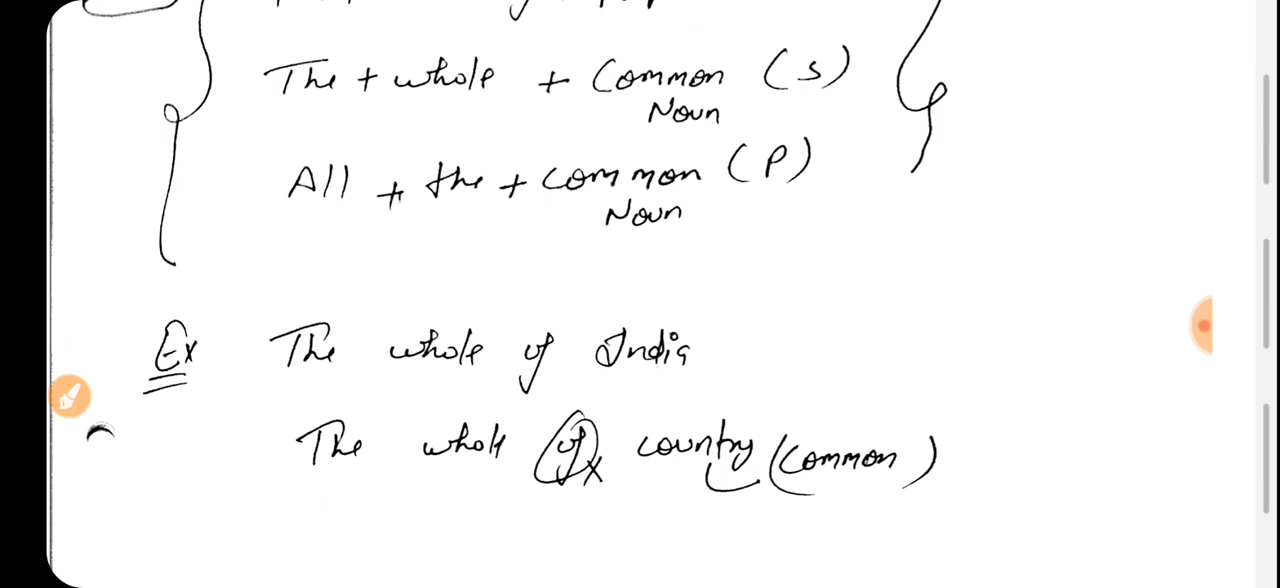 The + whole + Common (s)
Noun
All + the + common (P)
Noun
Ex The whole of India
The whole of x country (common)